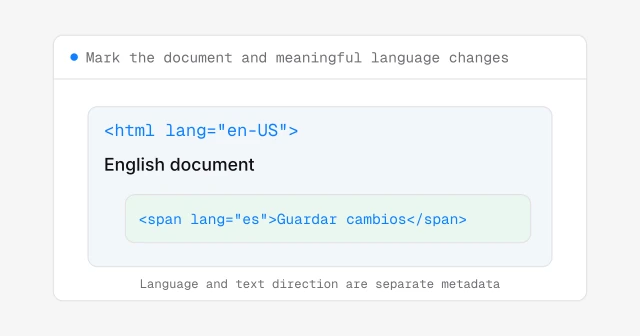 Mark the document and meaningful language changes
<html lang="en-US">
English document
<span lang="es">Guardar cambios</span>
Language and text direction are separate metadata